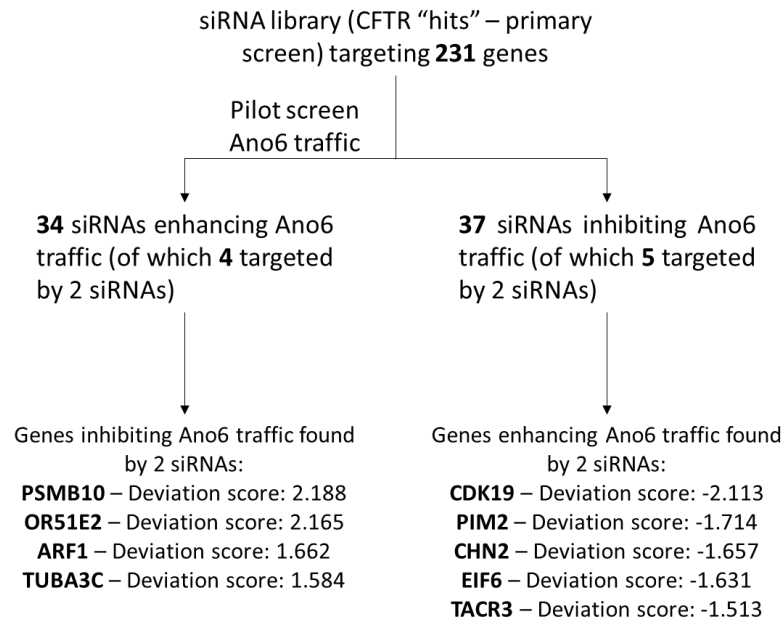 siRNA library (CFTR “hits” – primary
screen) targeting 231 genes
Pilot screen
Ano6 traffic
34 siRNAs enhancing Ano6
traffic (of which 4 targeted
by 2 siRNAs)
37 siRNAs inhibiting Ano6
traffic (of which 5 targeted
by 2 siRNAs)
Genes inhibiting Ano6 traffic found
by 2 siRNAs:
PSMB10 – Deviation score: 2.188
OR51E2 – Deviation score: 2.165
ARF1 – Deviation score: 1.662
TUBA3C – Deviation score: 1.584
Genes enhancing Ano6 traffic found
by 2 siRNAs:
CDK19 – Deviation score: -2.113
PIM2 – Deviation score: -1.714
CHN2 – Deviation score: -1.657
EIF6 – Deviation score: -1.631
TACR3 – Deviation score: -1.513